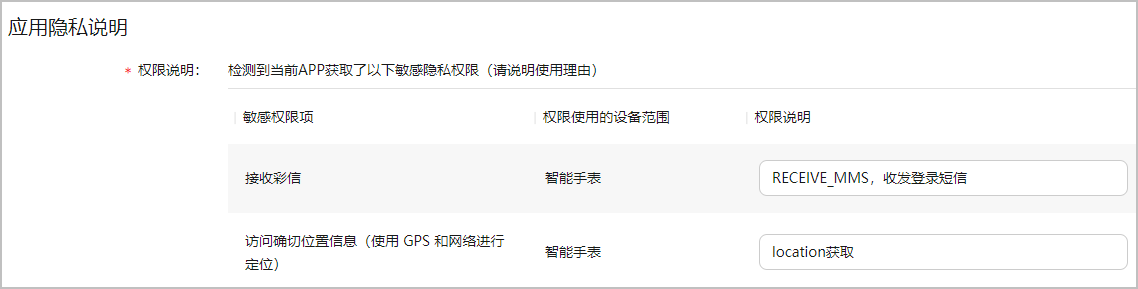 应用隐私说明
* 权限说明： 检测到当前APP获取了以下敏感隐私权限（请说明使用理由）
敏感权限项 权限使用的设备范围 权限说明
接收彩信 智能手表 RECEIVE_MMS，收发登录短信
访问确切位置信息（使用 GPS 和网络进行
定位） 智能手表 location获取